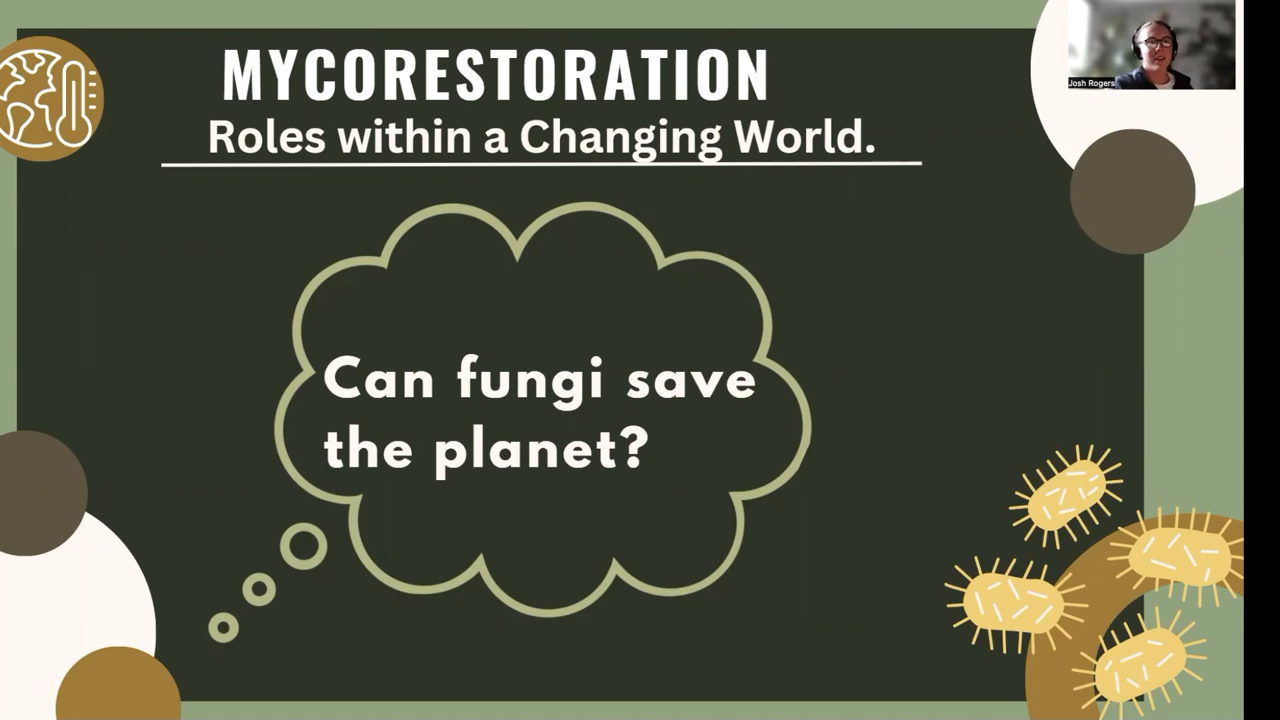 MYCORESTORATION
Roles within a Changing World.
Can fungi save
the planet?
Josh Rogers